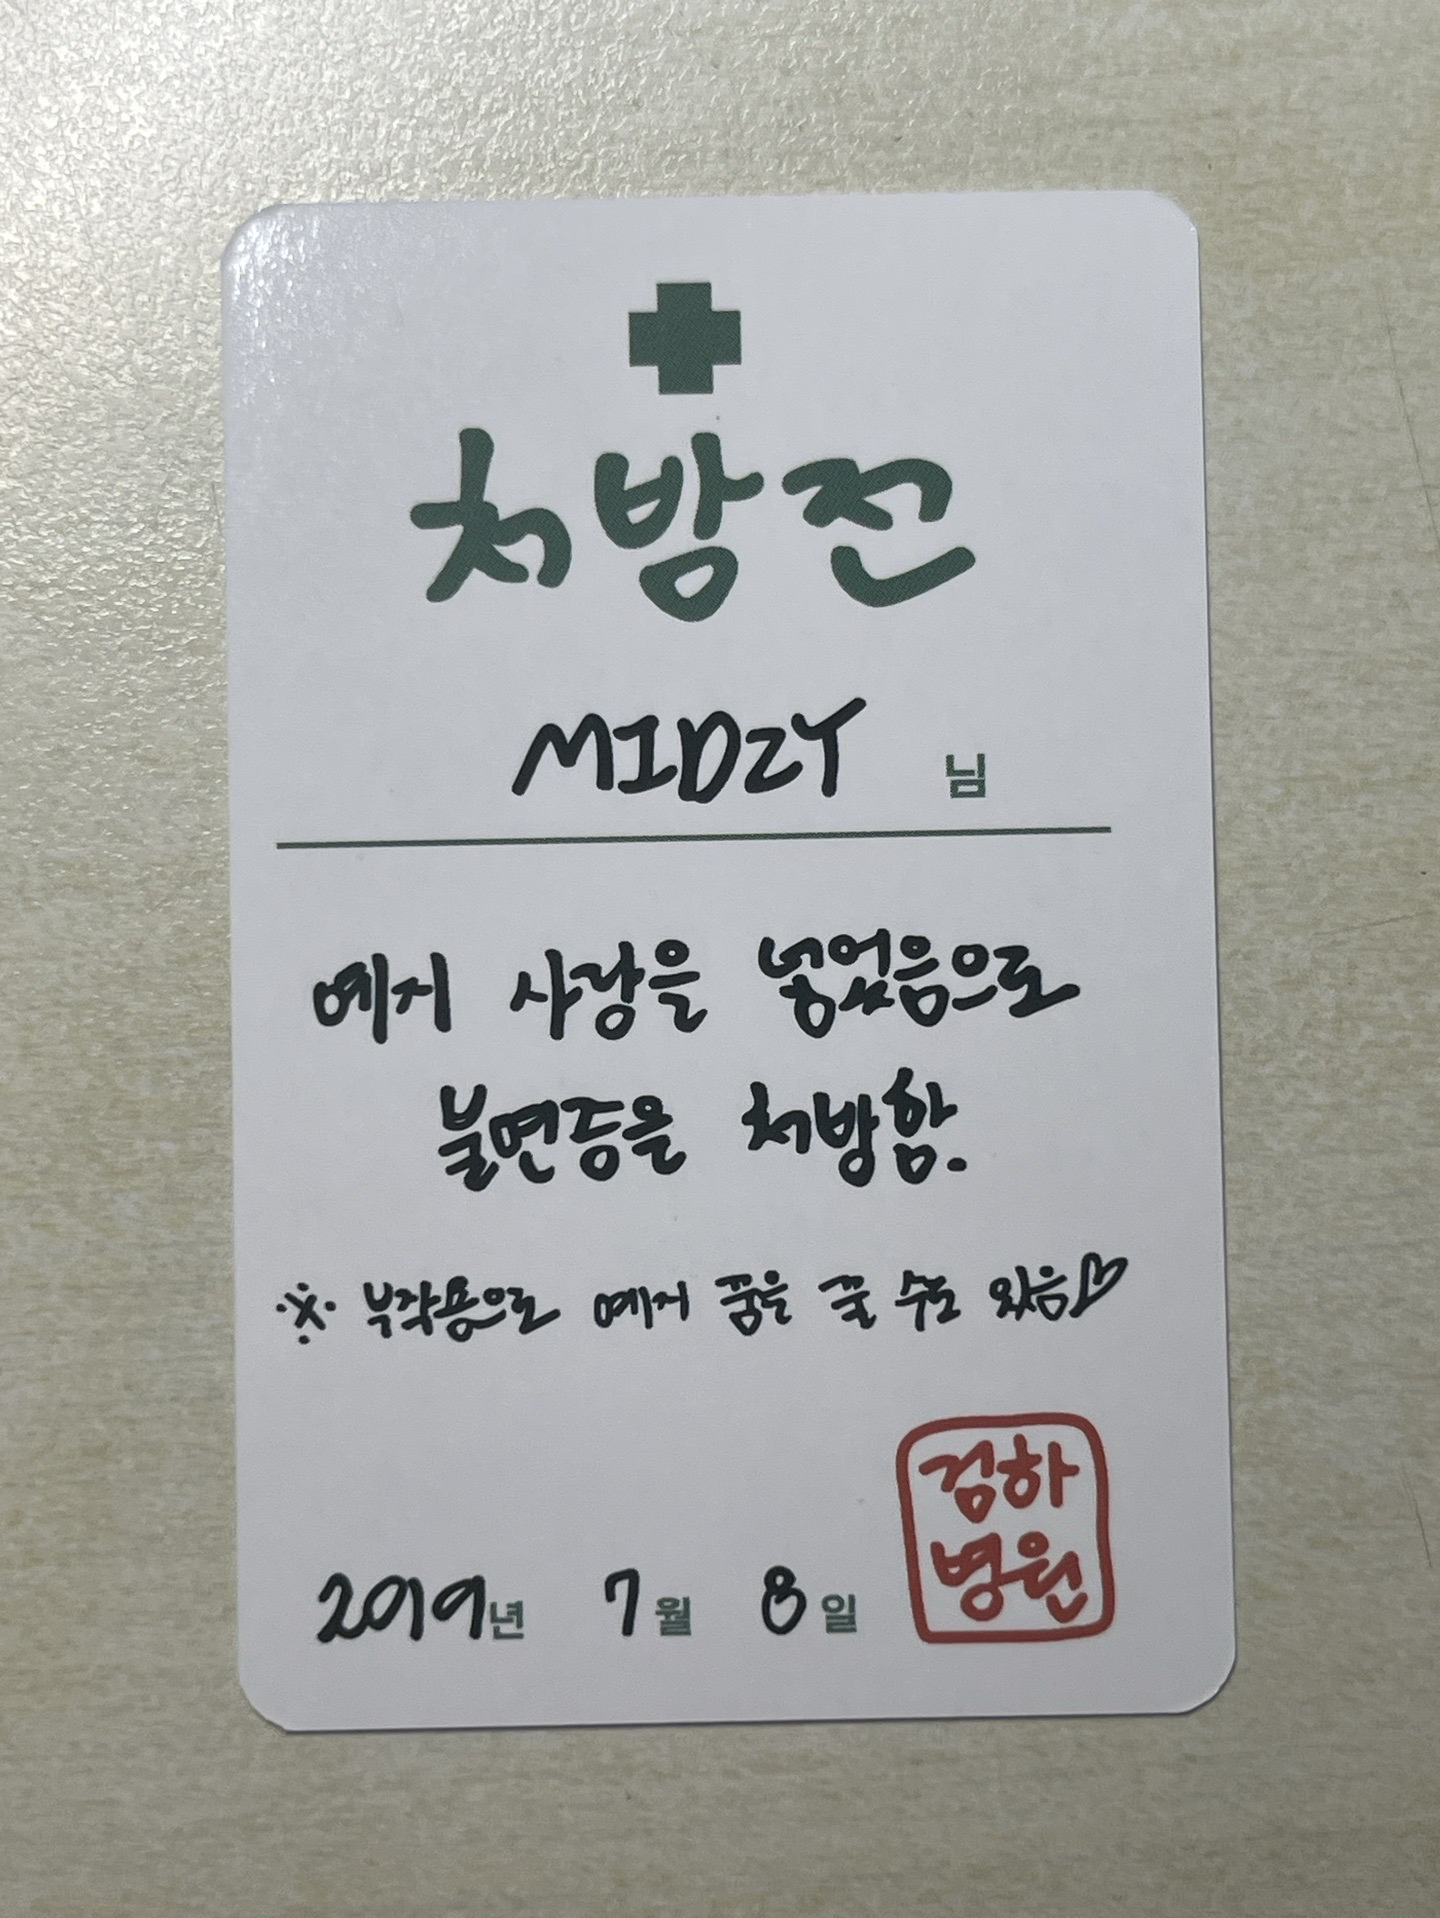 처방전
MIDZY 님
예지 사랑을 넣었음으로
불면증을 처방함.
※ 부작용으로 예지 꿈을 꿀 수도 있음♡
검하
병원
2019년 7월 8일